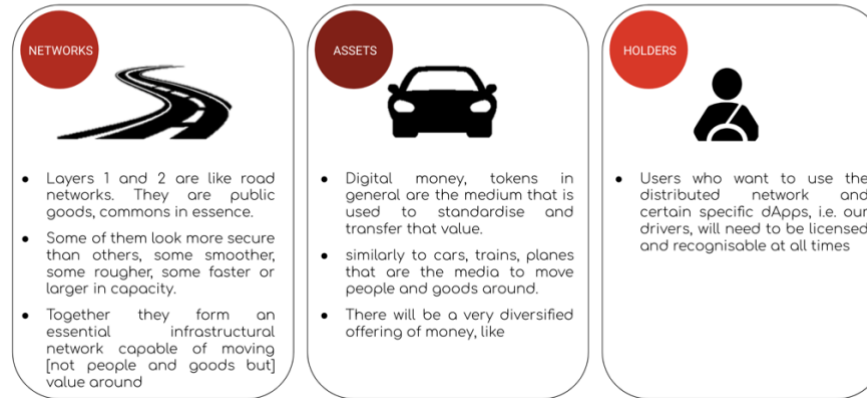 NETWORKS
● Layers 1 and 2 are like road
networks. They are public
goods, commons in essence.
● Some of them look more secure
than others, some smoother,
some rougher, some faster or
larger in capacity.
● Together they form an
essential infrastructural
network capable of moving
[not people and goods but]
value around
ASSETS
● Digital money, tokens in
general are the medium that is
used to standardise and
transfer that value.
● similarly to cars, trains, planes
that are the media to move
people and goods around.
● There will be a very diversified
offering of money, like
HOLDERS
● Users who want to use the
distributed network and
certain specific dApps, i.e. our
drivers, will need to be licensed
and recognisable at all times